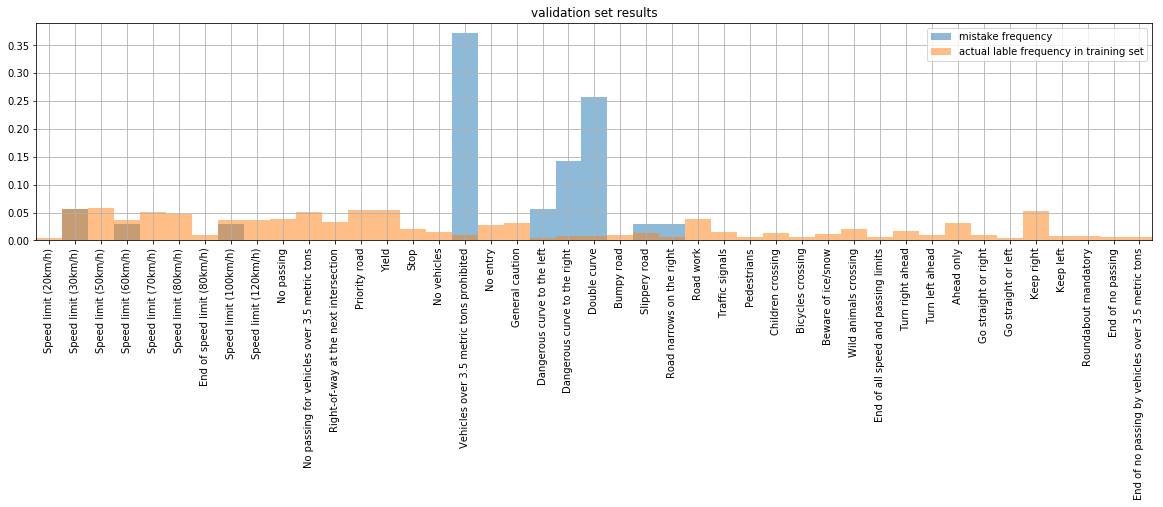 validation set results
mistake frequency
actual lable frequency in training set
0.35
0.30
0.25
0.20
0.15
0.10
0.05
0.00
Speed limit (20km/h)
Speed limit (30km/h)
Speed limit (50km/h)
Speed limit (60km/h)
Speed limit (70km/h)
Speed limit (80km/h)
End of speed limit (80km/h)
Speed limit (100km/h)
Speed limit (120km/h)
No passing
No passing for vehicles over 3.5 metric tons
Right-of-way at the next intersection
Priority road
Yield
Stop
No vehicles
Vehicles over 3.5 metric tons prohibited
No entry
General caution
Dangerous curve to the left
Dangerous curve to the right
Double curve
Bumpy road
Slippery road
Road narrows on the right
Road work
Traffic signals
Pedestrians
Children crossing
Bicycles crossing
Beware of ice/snow
Wild animals crossing
End of all speed and passing limits
Turn right ahead
Turn left ahead
Ahead only
Go straight or right
Go straight or left
Keep right
Keep left
Roundabout mandatory
End of no passing
End of no passing by vehicles over 3.5 metric tons